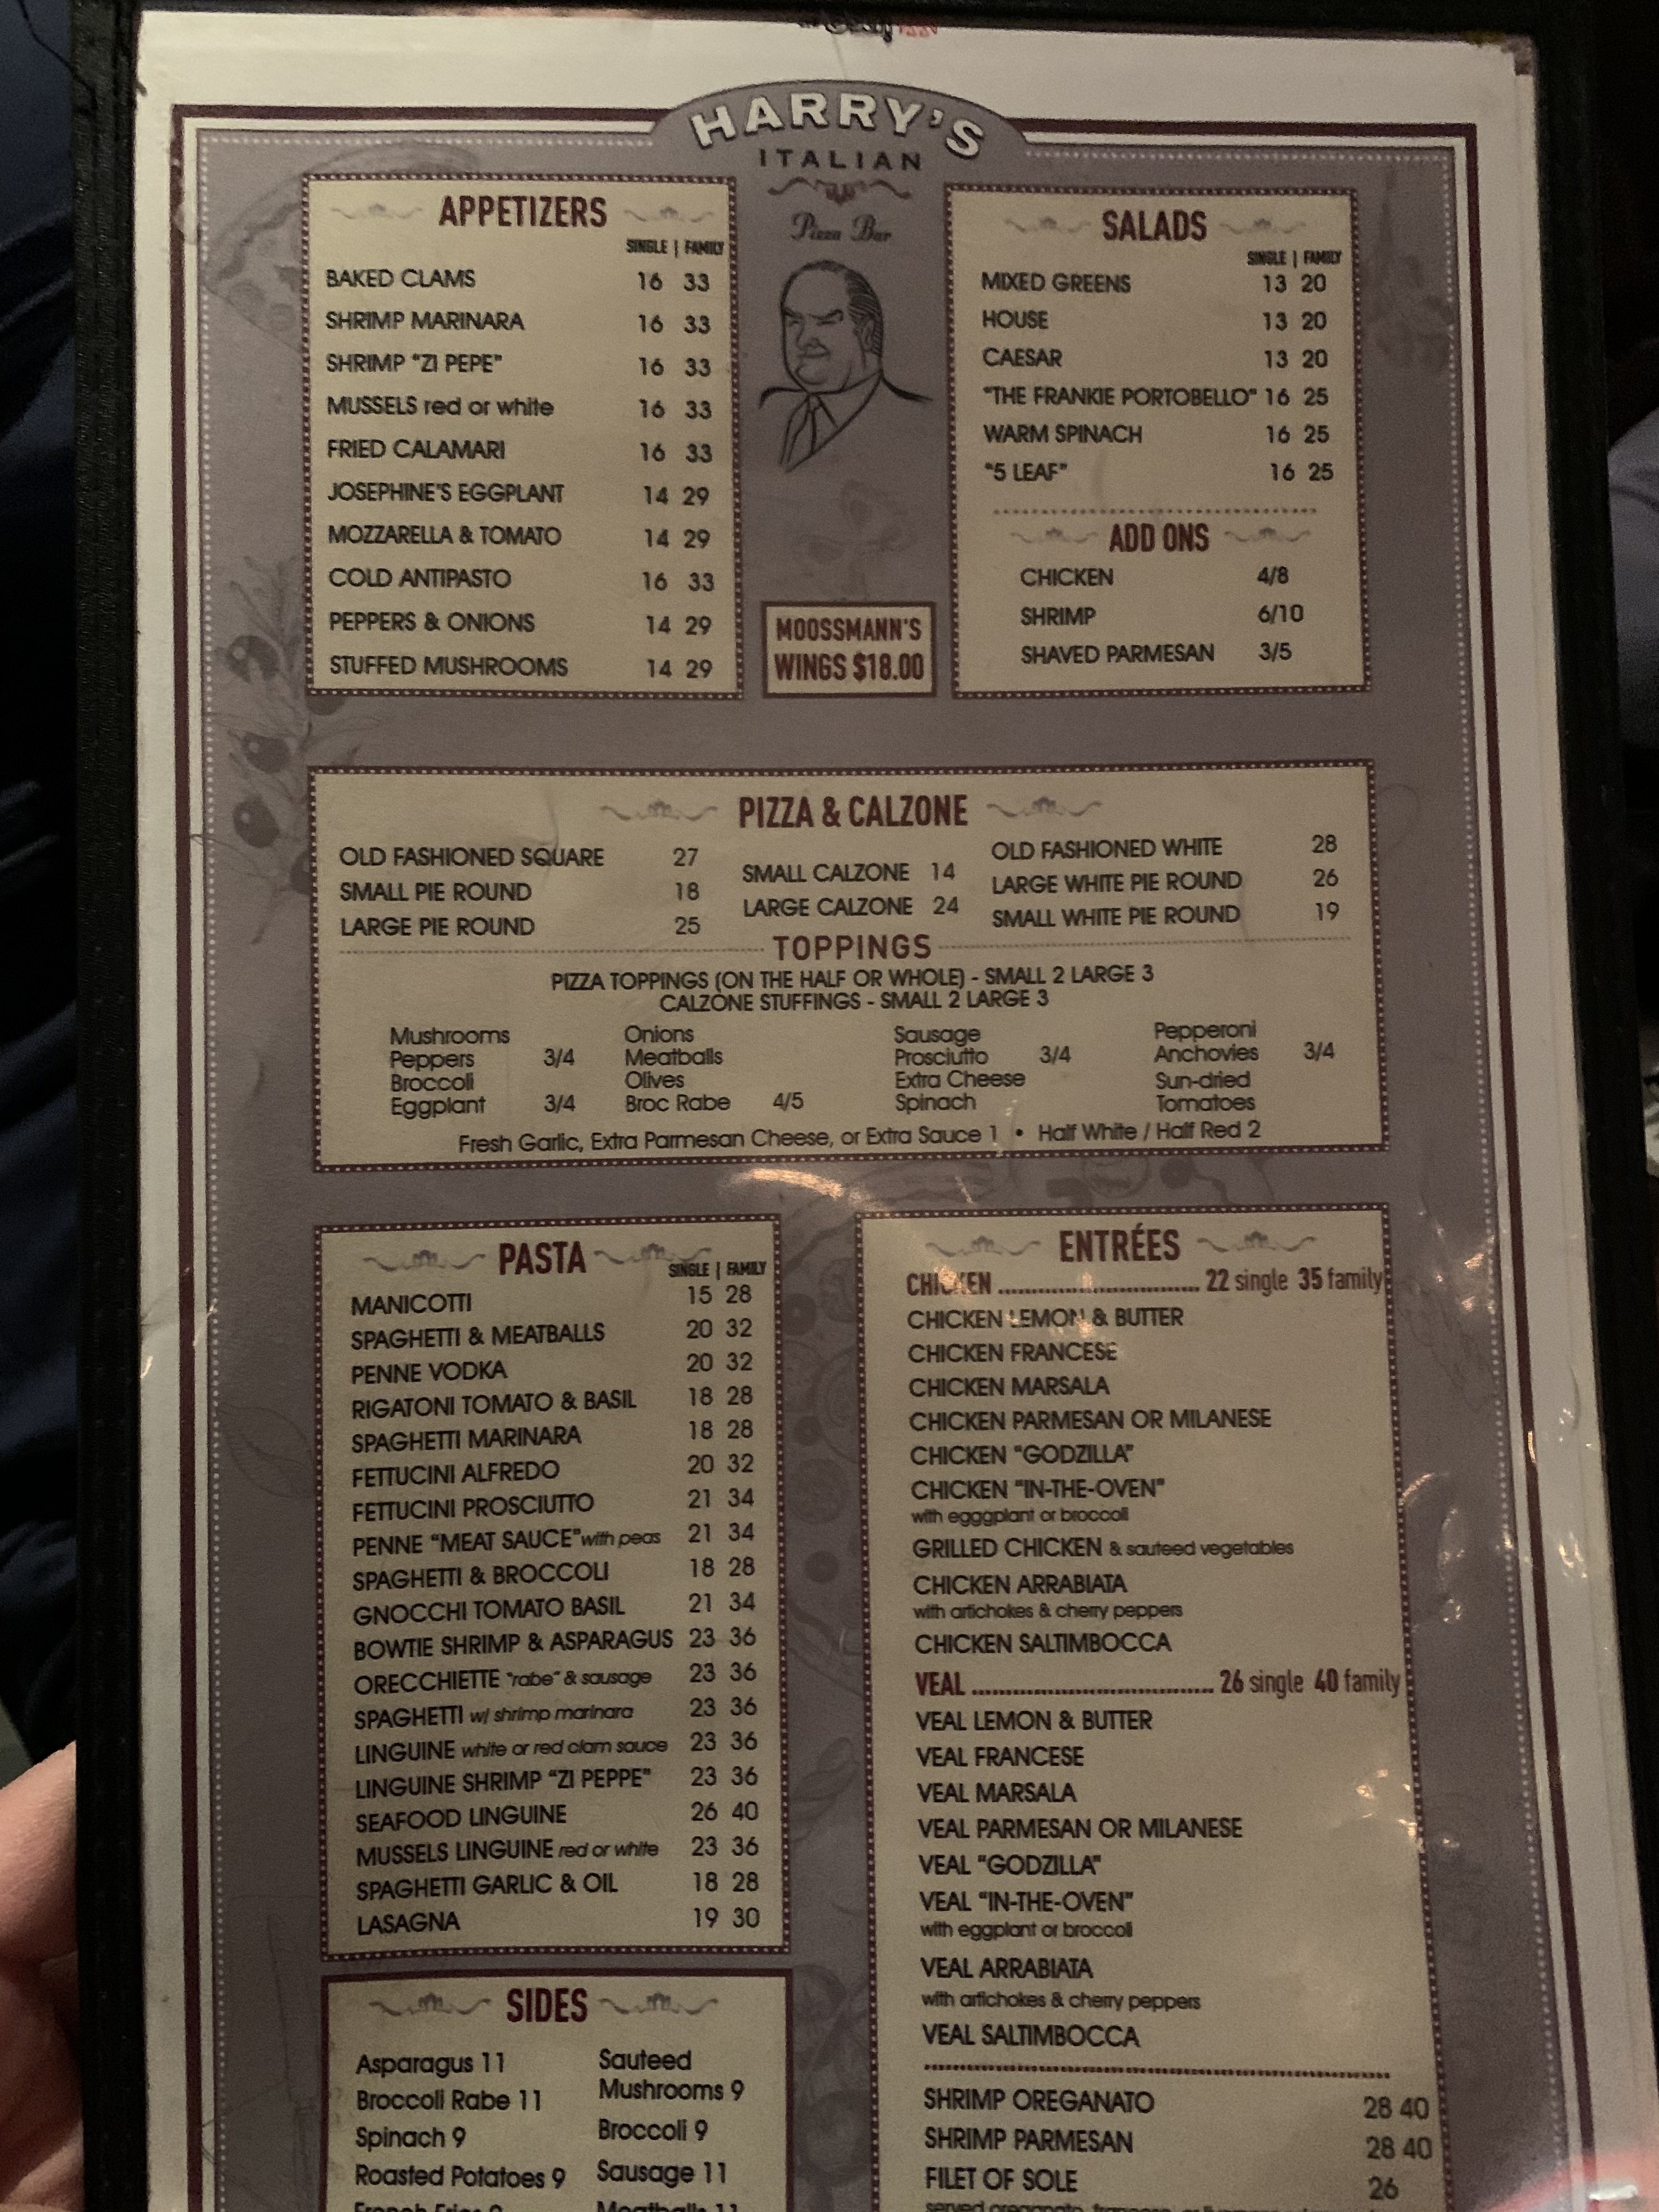 HARRY'S
ITALIAN
Pizza Bar
APPETIZERS
SINGLE | FAMILY
BAKED CLAMS 16 33
SHRIMP MARINARA 16 33
SHRIMP "ZI PEPE" 16 33
MUSSELS red or white 16 33
FRIED CALAMARI 16 33
JOSEPHINE'S EGGPLANT 14 29
MOZZARELLA & TOMATO 14 29
COLD ANTIPASTO 16 33
PEPPERS & ONIONS 14 29
STUFFED MUSHROOMS 14 29
MOOSSMANN'S
WINGS $18.00
SALADS
SINGLE | FAMILY
MIXED GREENS 13 20
HOUSE 13 20
CAESAR 13 20
"THE FRANKIE PORTOBELLO" 16 25
WARM SPINACH 16 25
"5 LEAF" 16 25
ADD ONS
CHICKEN 4/8
SHRIMP 6/10
SHAVED PARMESAN 3/5
PIZZA & CALZONE
OLD FASHIONED SQUARE 27
SMALL PIE ROUND 18
LARGE PIE ROUND 25
SMALL CALZONE 14
LARGE CALZONE 24
OLD FASHIONED WHITE 28
LARGE WHITE PIE ROUND 26
SMALL WHITE PIE ROUND 19
TOPPINGS
PIZZA TOPPINGS (ON THE HALF OR WHOLE) - SMALL 2 LARGE 3
CALZONE STUFFINGS - SMALL 2 LARGE 3
Mushrooms
Peppers 3/4
Broccoli
Eggplant 3/4
Onions
Meatballs
Olives
Broc Rabe 4/5
Sausage
Prosciutto 3/4
Extra Cheese
Spinach
Pepperoni
Anchovies 3/4
Sun-dried
Tomatoes
Fresh Garlic, Extra Parmesan Cheese, or Extra Sauce 1 • Half White / Half Red 2
PASTA
SINGLE | FAMILY
MANICOTTI 15 28
SPAGHETTI & MEATBALLS 20 32
PENNE VODKA 20 32
RIGATONI TOMATO & BASIL 18 28
SPAGHETTI MARINARA 18 28
FETTUCINI ALFREDO 20 32
FETTUCINI PROSCIUTTO 21 34
PENNE "MEAT SAUCE" with peas 21 34
SPAGHETTI & BROCCOLI 18 28
GNOCCHI TOMATO BASIL 21 34
BOWTIE SHRIMP & ASPARAGUS 23 36
ORECCHIETTE "rabe" & sausage 23 36
SPAGHETTI w/ shrimp marinara 23 36
LINGUINE white or red clam sauce 23 36
LINGUINE SHRIMP "ZI PEPPE" 23 36
SEAFOOD LINGUINE 26 40
MUSSELS LINGUINE red or white 23 36
SPAGHETTI GARLIC & OIL 18 28
LASAGNA 19 30
SIDES
Asparagus 11
Broccoli Rabe 11
Spinach 9
Roasted Potatoes 9
French Fries 9
Sauteed
Mushrooms 9
Broccoli 9
Sausage 11
Meatballs 11
ENTRÉES
CHICKEN .............................. 22 single 35 family
CHICKEN LEMON & BUTTER
CHICKEN FRANCESE
CHICKEN MARSALA
CHICKEN PARMESAN OR MILANESE
CHICKEN "GODZILLA"
CHICKEN "IN-THE-OVEN"
with egggplant or broccoli
GRILLED CHICKEN & sauteed vegetables
CHICKEN ARRABIATA
with artichokes & cherry peppers
CHICKEN SALTIMBOCCA
VEAL .................................... 26 single 40 family
VEAL LEMON & BUTTER
VEAL FRANCESE
VEAL MARSALA
VEAL PARMESAN OR MILANESE
VEAL "GODZILLA"
VEAL "IN-THE-OVEN"
with eggplant or broccoli
VEAL ARRABIATA
with artichokes & cherry peppers
VEAL SALTIMBOCCA
SHRIMP OREGANATO 28 40
SHRIMP PARMESAN 28 40
FILET OF SOLE 26
served oreganato, francese, or